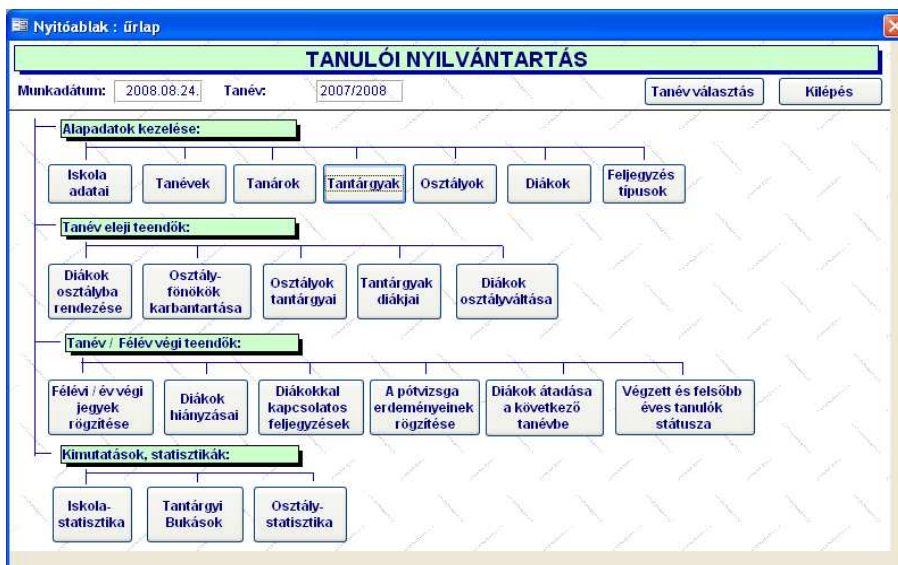 Nyitóablak : űrlap
TANULÓI NYILVÁNTARTÁS
Munkadátum: 2008.08.24. Tanév: 2007/2008 Tanév választás Kilépés
Alapadatok kezelése:
Iskola
adatai
Tanévek
Tanárok
Tantárgyak
Osztályok
Diákok
Feljegyzés
típusok
Tanév eleji teendők:
Diákok
osztályba
rendezése
Osztály-
főnökök
karbantartása
Osztályok
tantárgyai
Tantárgyak
diákjai
Diákok
osztályváltása
Tanév / Félév végi teendők:
Félévi / év végi
jegyek
rögzítése
Diákok
hiányzásai
Diákokkal
kapcsolatos
feljegyzések
A pótvizsga
erdeményeinek
rögzítése
Diákok átadása
a következő
tanévbe
Végzett és felsőbb
éves tanulók
státusza
Kimutatások, statisztikák:
Iskola-
statisztika
Tantárgyi
Bukások
Osztály-
statisztika